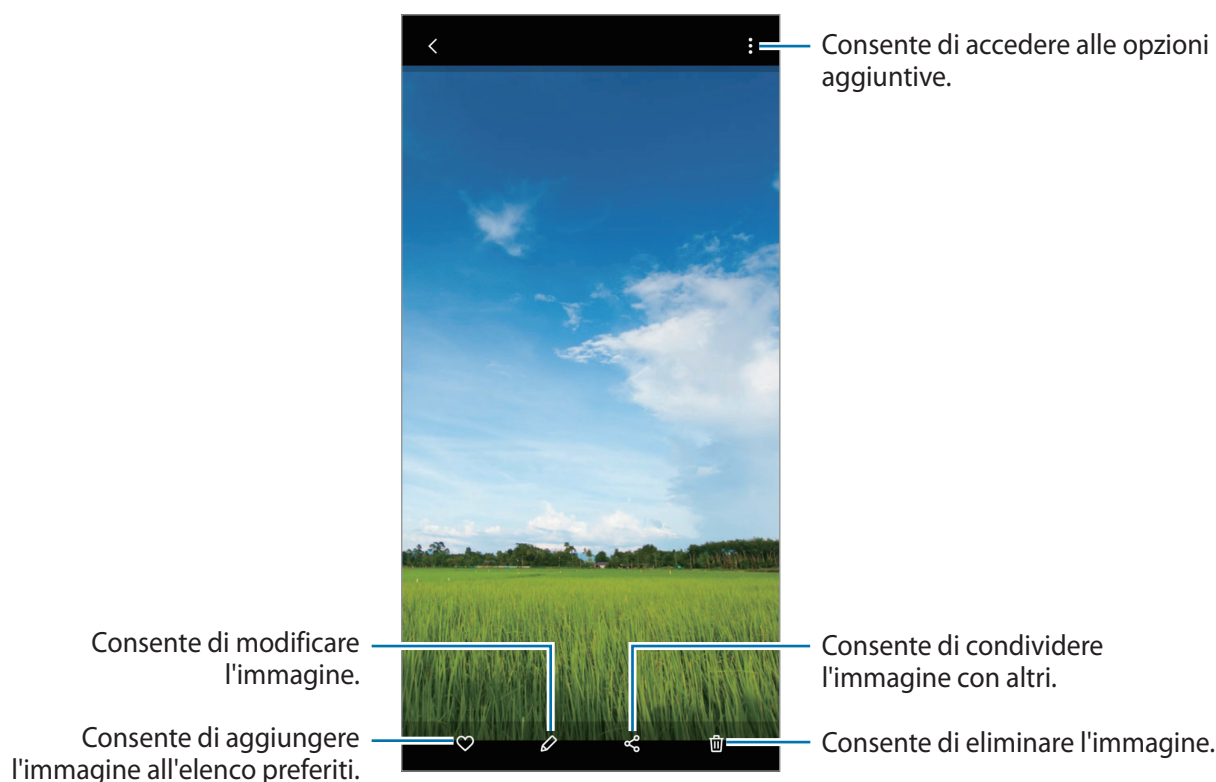 Consente di accedere alle opzioni
aggiuntive.
Consente di modificare
l'immagine.
Consente di condividere
l'immagine con altri.
Consente di aggiungere
l'immagine all'elenco preferiti.
Consente di eliminare l'immagine.